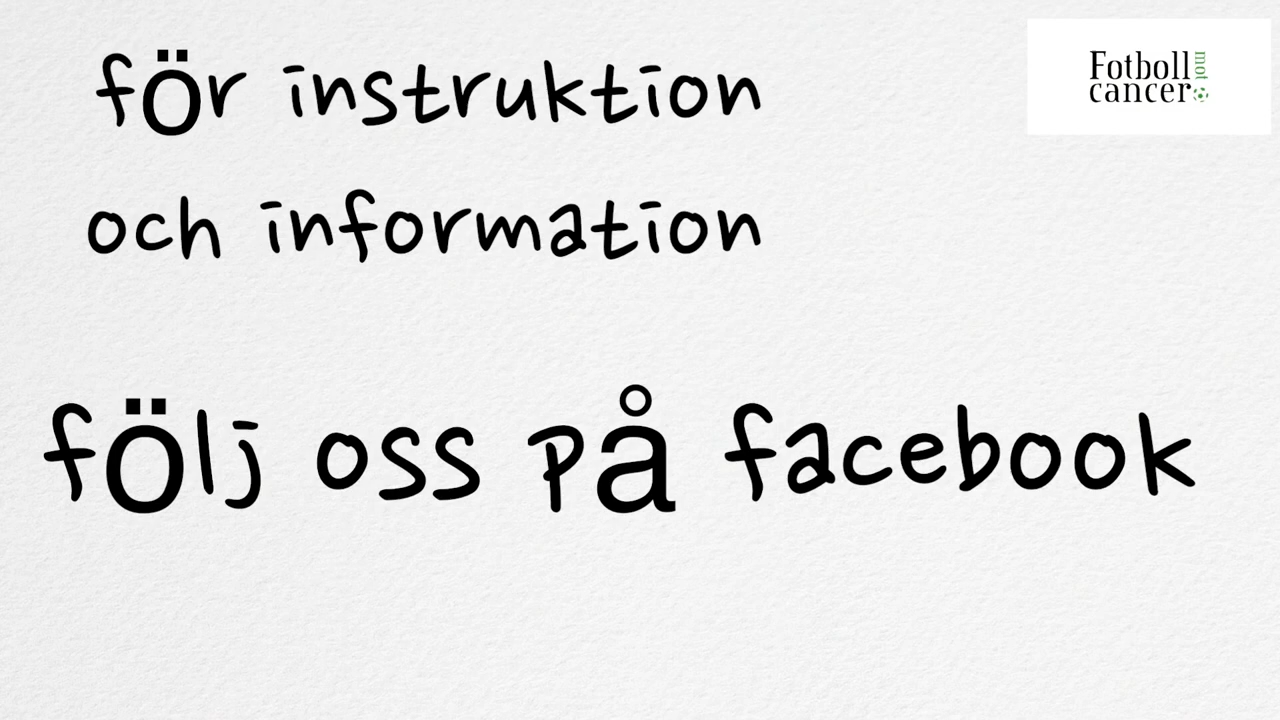 för instruktion
och information
följ oss på facebook
Fotboll mot
cancer